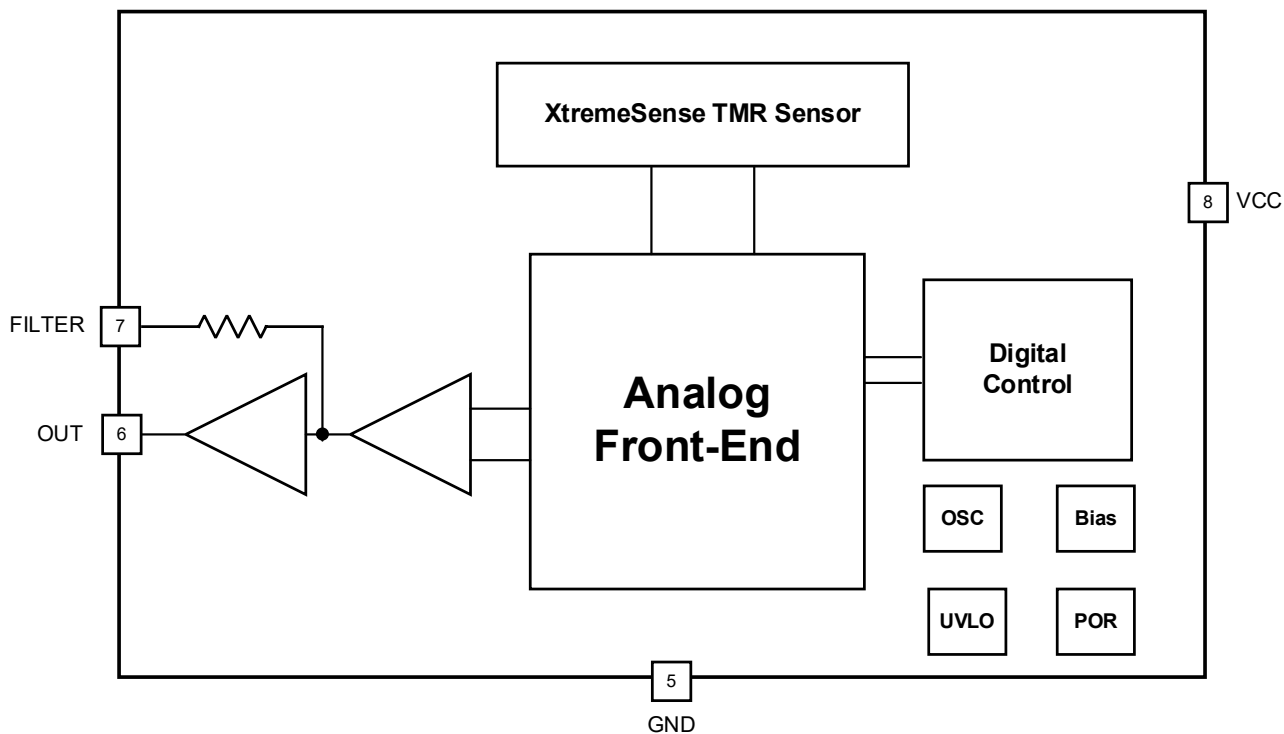 XtremeSense TMR Sensor
8 VCC
FILTER 7
Digital
Control
Analog
Front-End
OUT 6
OSC
Bias
UVLO
POR
5
GND